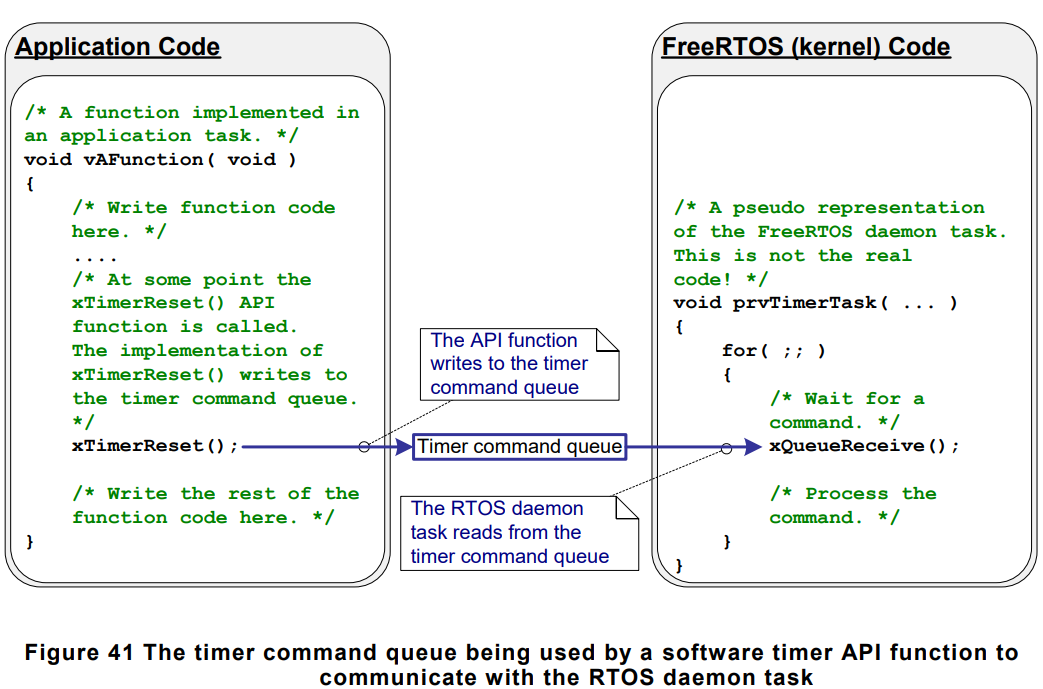 Application Code
/* A function implemented in
an application task. */
void vAFunction( void )
{
/* Write function code
here. */
....
/* At some point the
xTimerReset() API
function is called.
The implementation of
xTimerReset() writes to
the timer command queue.
*/
xTimerReset();
/* Write the rest of the
function code here. */
}
The API function
writes to the timer
command queue
Timer command queue
The RTOS daemon
task reads from the
timer command queue
FreeRTOS (kernel) Code
/* A pseudo representation
of the FreeRTOS daemon task.
This is not the real
code! */
void prvTimerTask( ... )
{
for( ;; )
{
/* Wait for a
command. */
xQueueReceive();
/* Process the
command. */
}
}
Figure 41 The timer command queue being used by a software timer API function to
communicate with the RTOS daemon task